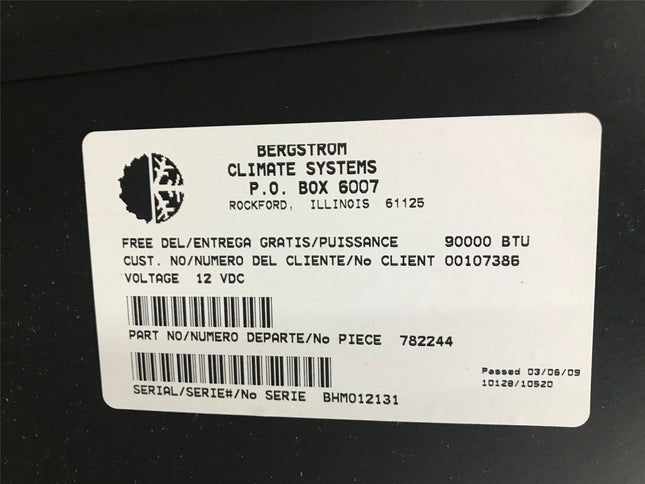 BERGSTROM
CLIMATE SYSTEMS
P.O. BOX 6007
ROCKFORD, ILLINOIS 61125
FREE DEL/ENTREGA GRATIS/PUISSANCE 90000 BTU
CUST. NO/NUMERO DEL CLIENTE/No CLIENT 00107386
VOLTAGE 12 VDC
PART NO/NUMERO DEPARTE/No PIECE 782244
SERIAL/SERIE#/No SERIE BHM012131
Passed 03/06/09
10128/10520